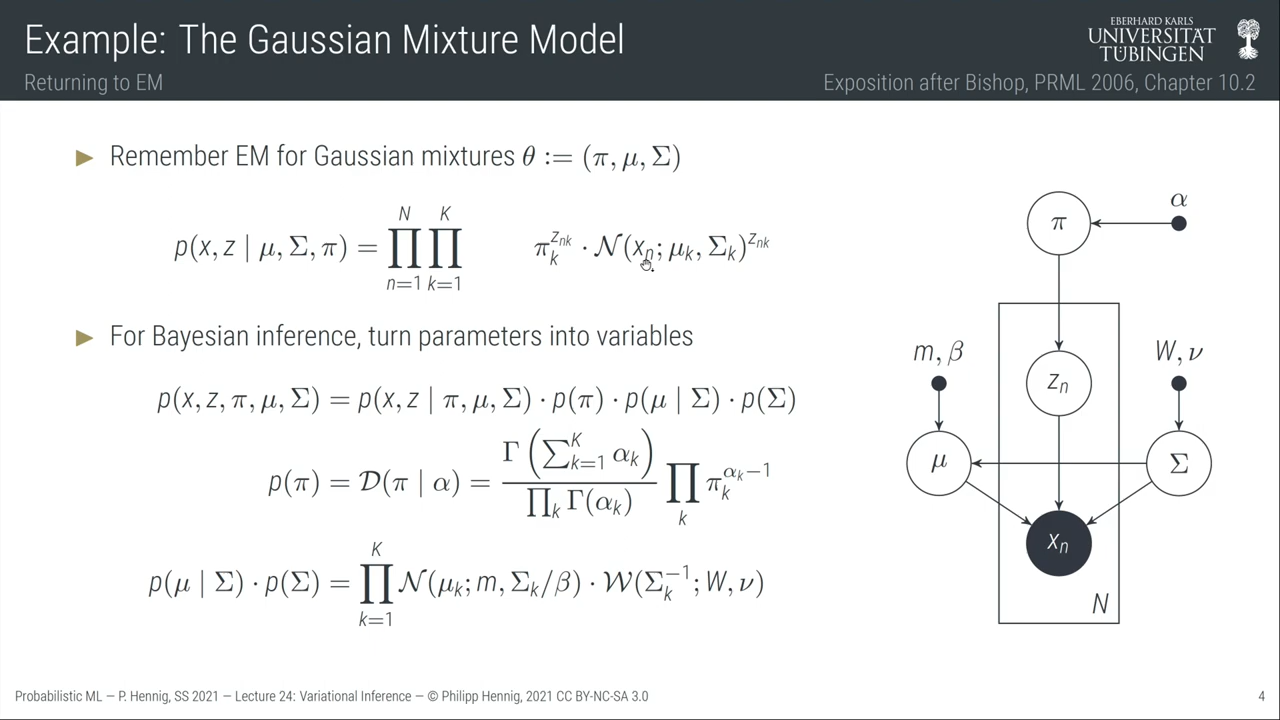 Example: The Gaussian Mixture Model
EBERHARD KARLS
UNIVERSITÄT
TÜBINGEN
Returning to EM
Exposition after Bishop, PRML 2006, Chapter 10.2
▶ Remember EM for Gaussian mixtures θ := (π, μ, Σ)
p(x, z | μ, Σ, π) = ∏_{n=1}^{N} ∏_{k=1}^{K} π_k^{z_{nk}} · 𝒩(x_n; μ_k, Σ_k)^{z_{nk}}
▶ For Bayesian inference, turn parameters into variables
p(x, z, π, μ, Σ) = p(x, z | π, μ, Σ) · p(π) · p(μ | Σ) · p(Σ)
p(π) = 𝒟(π | α) = Γ(∑_{k=1}^{K} α_k) / ∏_k Γ(α_k) ∏_k π_k^{α_k−1}
p(μ | Σ) · p(Σ) = ∏_{k=1}^{K} 𝒩(μ_k; m, Σ_k/β) · 𝒲(Σ_k^{−1}; W, ν)
α
π
m, β
z_n
W, ν
μ
Σ
x_n
N
Probabilistic ML — P. Hennig, SS 2021 — Lecture 24: Variational Inference — © Philipp Hennig, 2021 CC BY-NC-SA 3.0
4